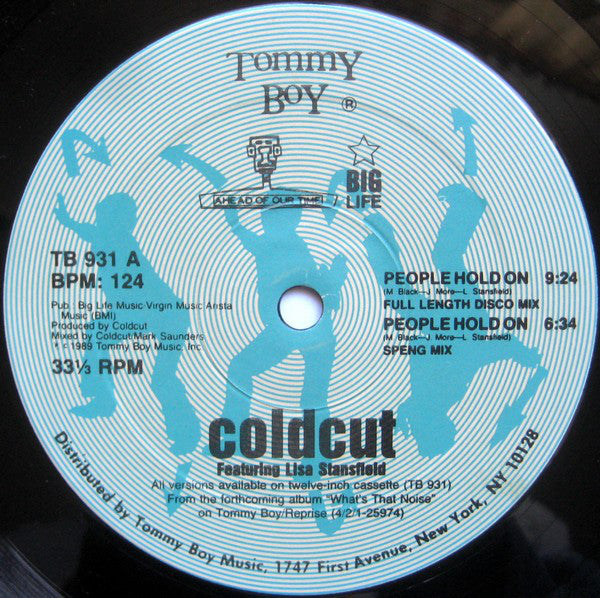 Tommy
Boy ®
AHEAD OF OUR TIME!
BIG
LIFE
TB 931 A
BPM: 124
Pub.: Big Life Music/Virgin Music/Arista
Music (BMI)
Produced by Coldcut
Mixed by Coldcut/Mark Saunders
℗ © 1989 Tommy Boy Music, Inc.
33⅓ RPM
PEOPLE HOLD ON 9:24
(M. Black—J. More—L. Stansfield)
FULL LENGTH DISCO MIX
PEOPLE HOLD ON 6:34
(M. Black—J. More—L. Stansfield)
SPENG MIX
coldcut
Featuring Lisa Stansfield
All versions available on twelve-inch cassette (TB 931)
From the forthcoming album "What's That Noise"
on Tommy Boy/Reprise (4/2/1-25974)
Distributed by Tommy Boy Music, 1747 First Avenue, New York, NY 10128